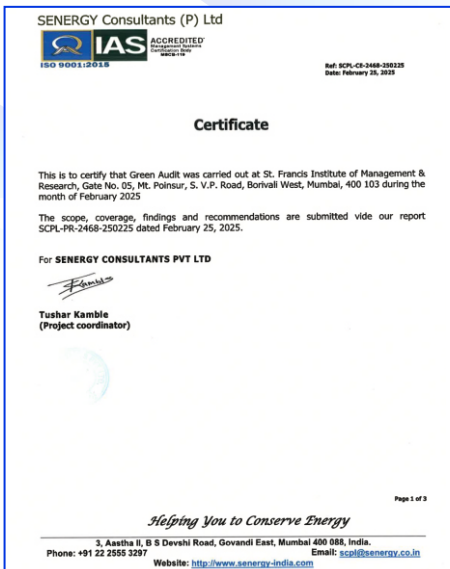 SENERGY Consultants (P) Ltd
IAS
ACCREDITED
Management Systems
Certification Body
MSCB-119
ISO 9001:2015
Ref: SCPL-CE-2468-250225
Date: February 25, 2025
Certificate
This is to certify that Green Audit was carried out at St. Francis Institute of Management &
Research, Gate No. 05, Mt. Poinsur, S. V.P. Road, Borivali West, Mumbai, 400 103 during the
month of February 2025
The scope, coverage, findings and recommendations are submitted vide our report
SCPL-PR-2468-250225 dated February 25, 2025.
For SENERGY CONSULTANTS PVT LTD
Tushar Kamble
(Project coordinator)
Page 1 of 3
Helping You to Conserve Energy
3, Aastha II, B S Devshi Road, Govandi East, Mumbai 400 088, India.
Phone: +91 22 2555 3297 Email: scpl@senergy.co.in
Website: http://www.senergy-india.com